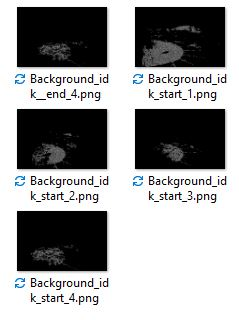 Background_id
k__end_4.png
Background_id
k_start_1.png
Background_id
k_start_2.png
Background_id
k_start_3.png
Background_id
k_start_4.png